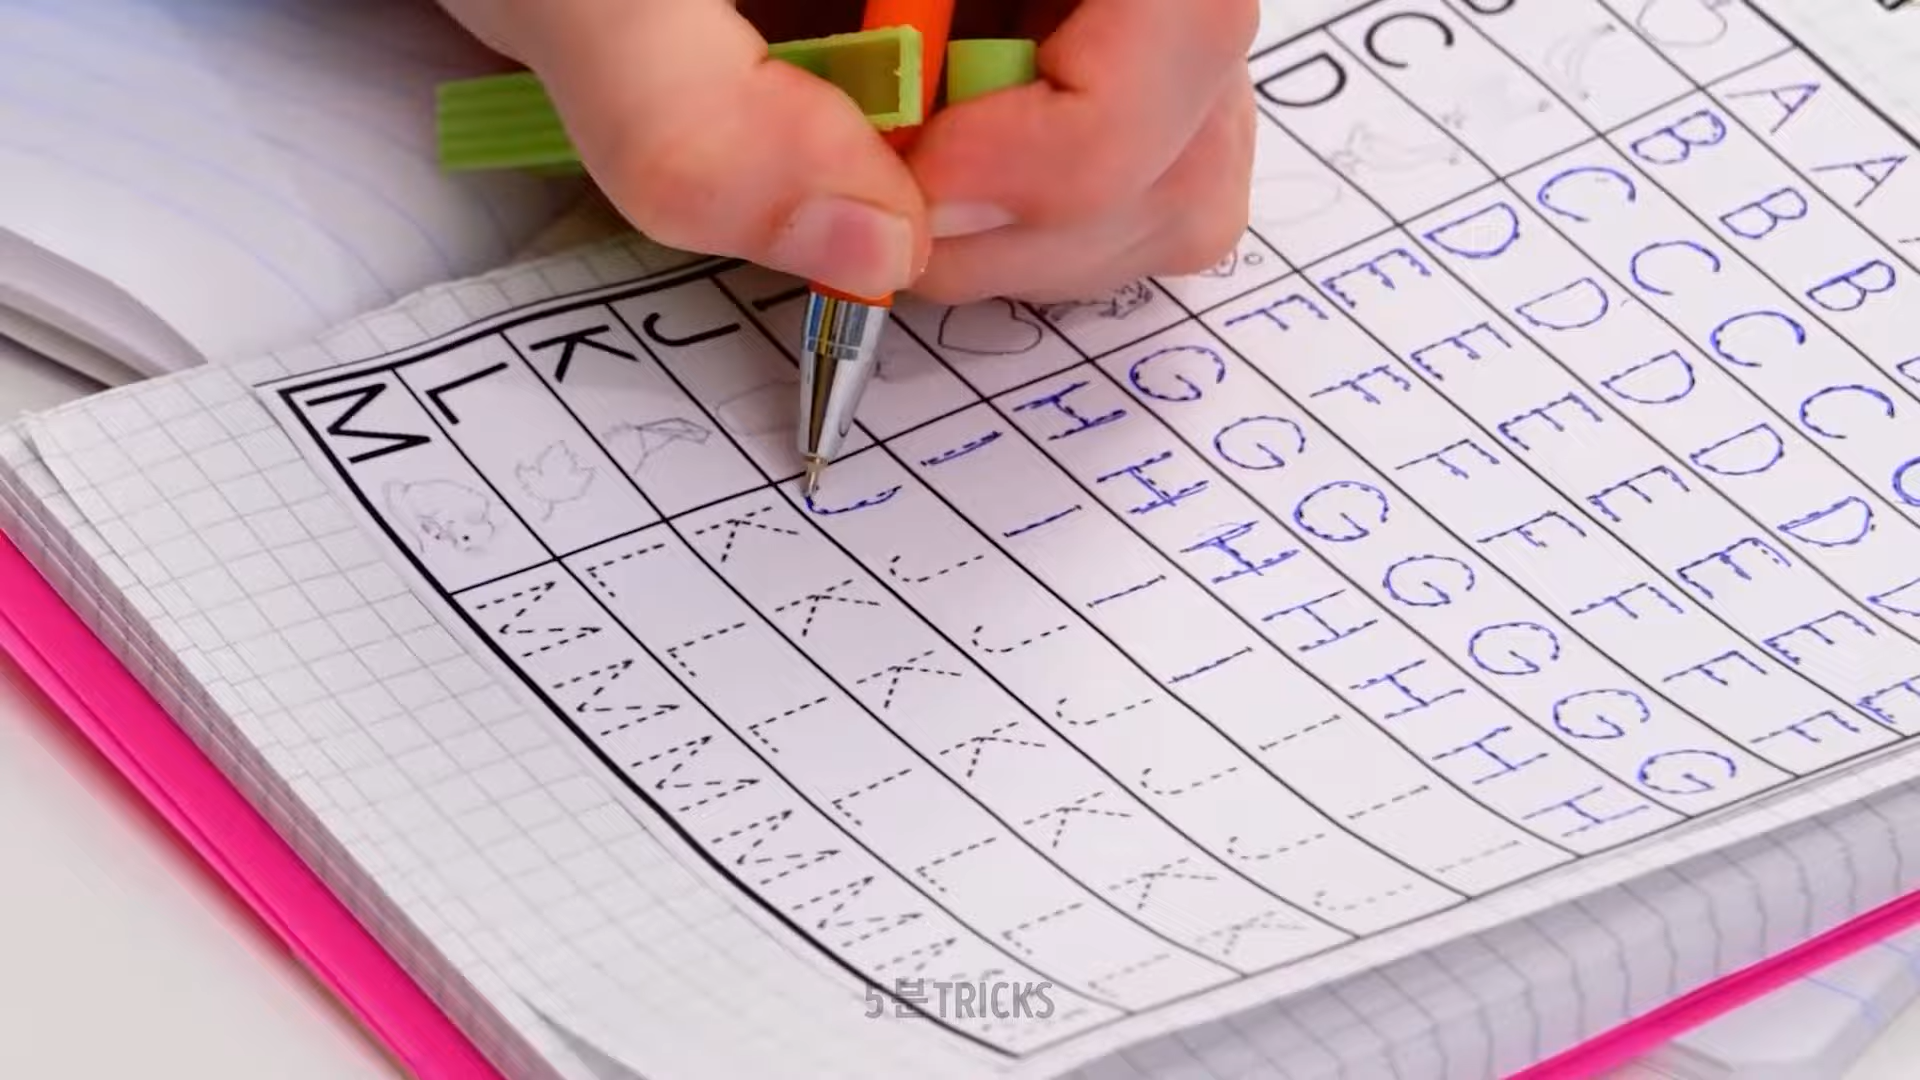 A A
B B B
C C C C C
D D D D D D D
E E E E E E E
F F F F F F F
G G G G G G G
H H H H H H H
I I I I I I I I
J J J J J J J J
K K K K K K K K
L L L L L L L L
M M M M M M M
5분TRICKS